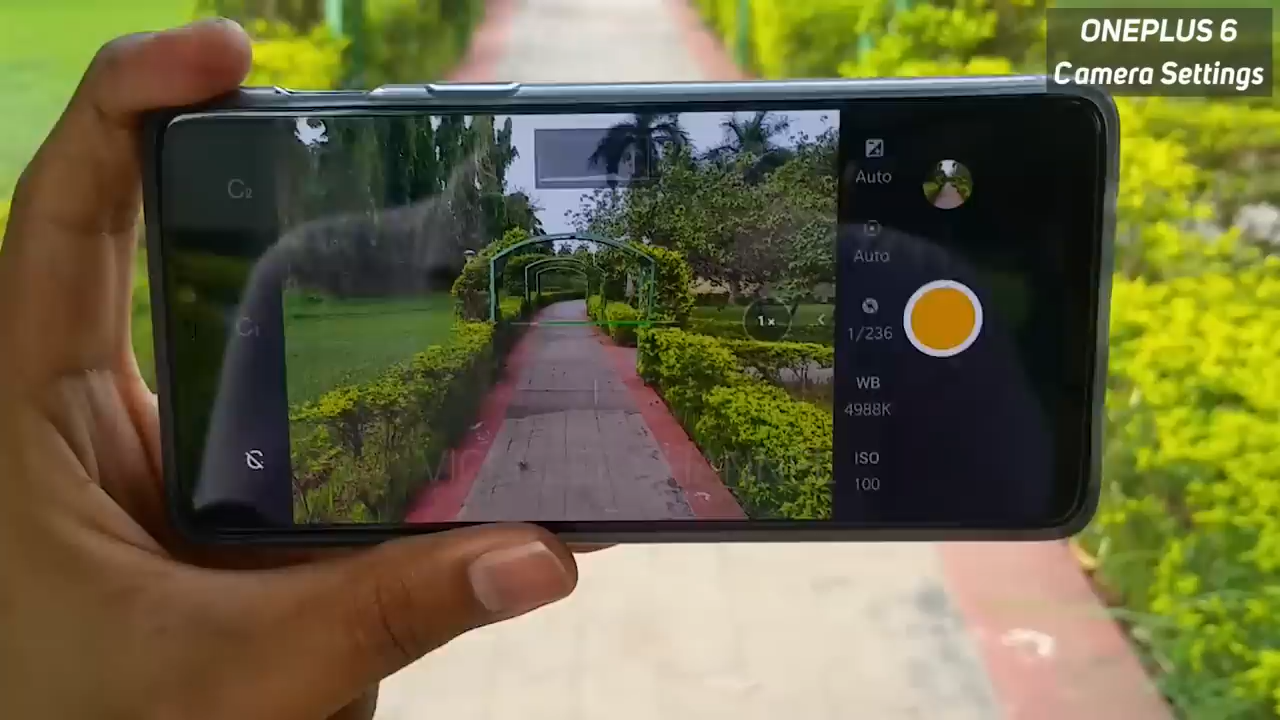 ONEPLUS 6
Camera Settings
C2
Auto
Auto
C1
1x
1/236
WB
4988K
ISO
100